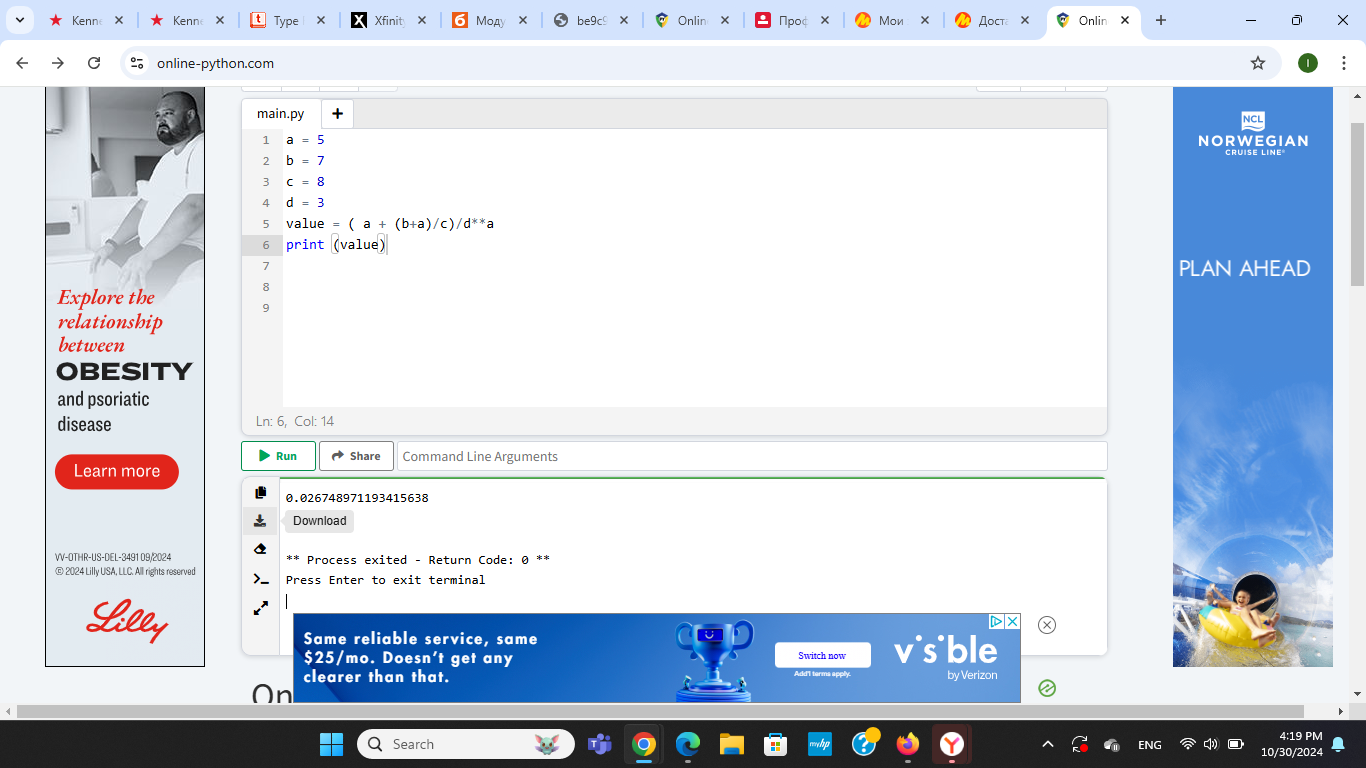 Kenne
Kenne
Type
Xfinit
Моду
be9c9
Onlin
Проф
Мои
Доста
Onlin
online-python.com
I
main.py
1 a = 5
2 b = 7
3 c = 8
4 d = 3
5 value = ( a + (b+a)/c)/d**a
6 print (value)
7
8
9
Ln: 6, Col: 14
Run
Share
Command Line Arguments
0.026748971193415638
Download
** Process exited - Return Code: 0 **
Press Enter to exit terminal
Explore the
relationship
between
OBESITY
and psoriatic
disease
Learn more
VV-OTHR-US-DEL-3491 09/2024
© 2024 Lilly USA, LLC. All rights reserved
Lilly
NCL
NORWEGIAN
CRUISE LINE®
PLAN AHEAD
Same reliable service, same
$25/mo. Doesn't get any
clearer than that.
Switch now
Add'l terms apply.
visible
by Verizon
On
Search
myhp
ENG
4:19 PM
10/30/2024